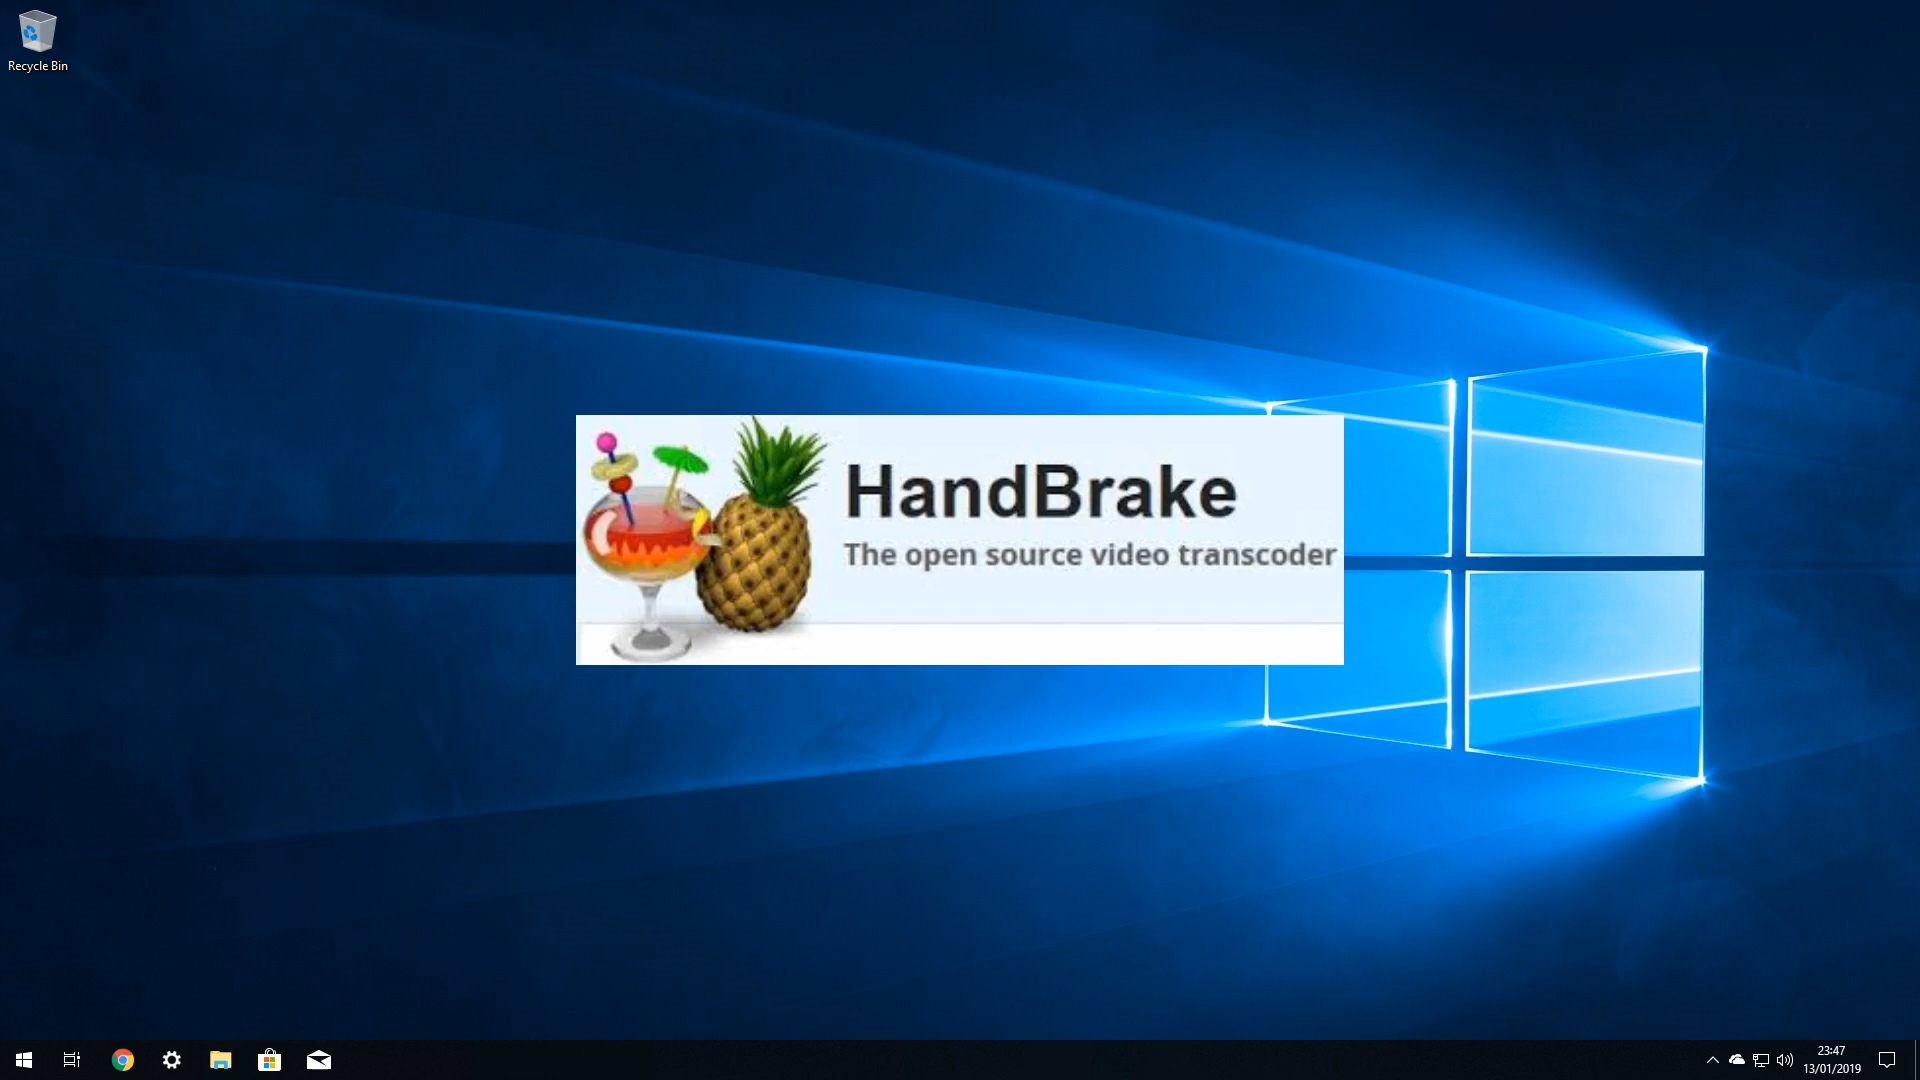 Recycle Bin
HandBrake
The open source video transcoder
23:47
13/01/2019